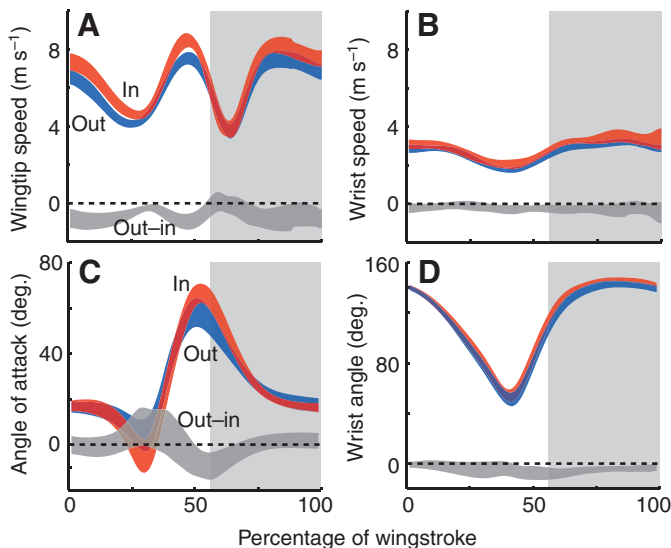 A
Wingtip speed (m s⁻¹)
8
4
0
In
Out
Out–in
B
Wrist speed (m s⁻¹)
8
4
0
C
Angle of attack (deg.)
80
40
0
In
Out
Out–in
0
50
100
D
Wrist angle (deg.)
160
80
0
0
50
100
Percentage of wingstroke